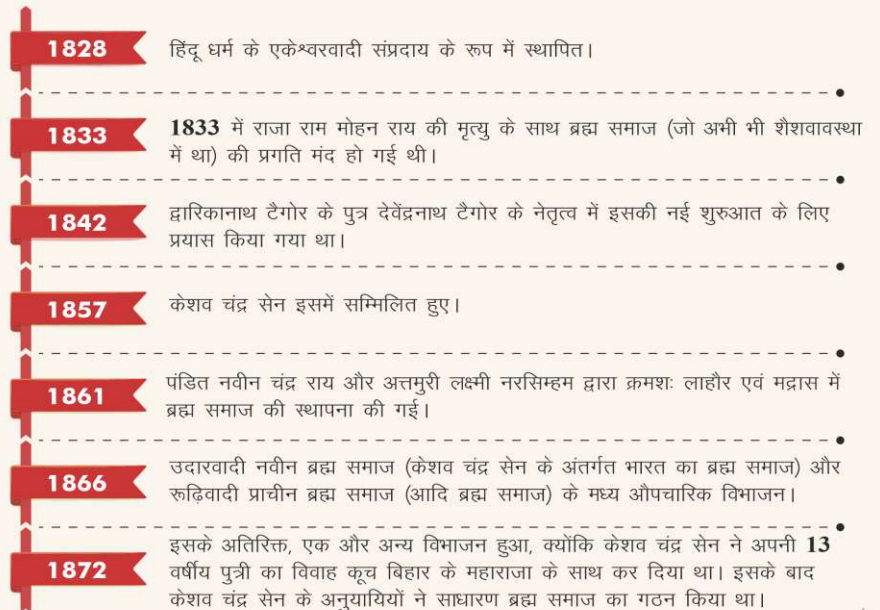 1828
हिंदू धर्म के एकेश्वरवादी संप्रदाय के रूप में स्थापित।
1833
1833 में राजा राम मोहन राय की मृत्यु के साथ ब्रह्म समाज (जो अभी भी शैशवावस्था
में था) की प्रगति मंद हो गई थी।
1842
द्वारिकानाथ टैगोर के पुत्र देवेंद्रनाथ टैगोर के नेतृत्व में इसकी नई शुरुआत के लिए
प्रयास किया गया था।
1857
केशव चंद्र सेन इसमें सम्मिलित हुए।
1861
पंडित नवीन चंद्र राय और अत्तमुरी लक्ष्मी नरसिम्हम द्वारा क्रमशः लाहौर एवं मद्रास में
ब्रह्म समाज की स्थापना की गई।
1866
उदारवादी नवीन ब्रह्म समाज (केशव चंद्र सेन के अंतर्गत भारत का ब्रह्म समाज) और
रूढ़िवादी प्राचीन ब्रह्म समाज (आदि ब्रह्म समाज) के मध्य औपचारिक विभाजन।
1872
इसके अतिरिक्त, एक और अन्य विभाजन हुआ, क्योंकि केशव चंद्र सेन ने अपनी 13
वर्षीय पुत्री का विवाह कूच बिहार के महाराजा के साथ कर दिया था। इसके बाद
केशव चंद्र सेन के अनुयायियों ने साधारण ब्रह्म समाज का गठन किया था।